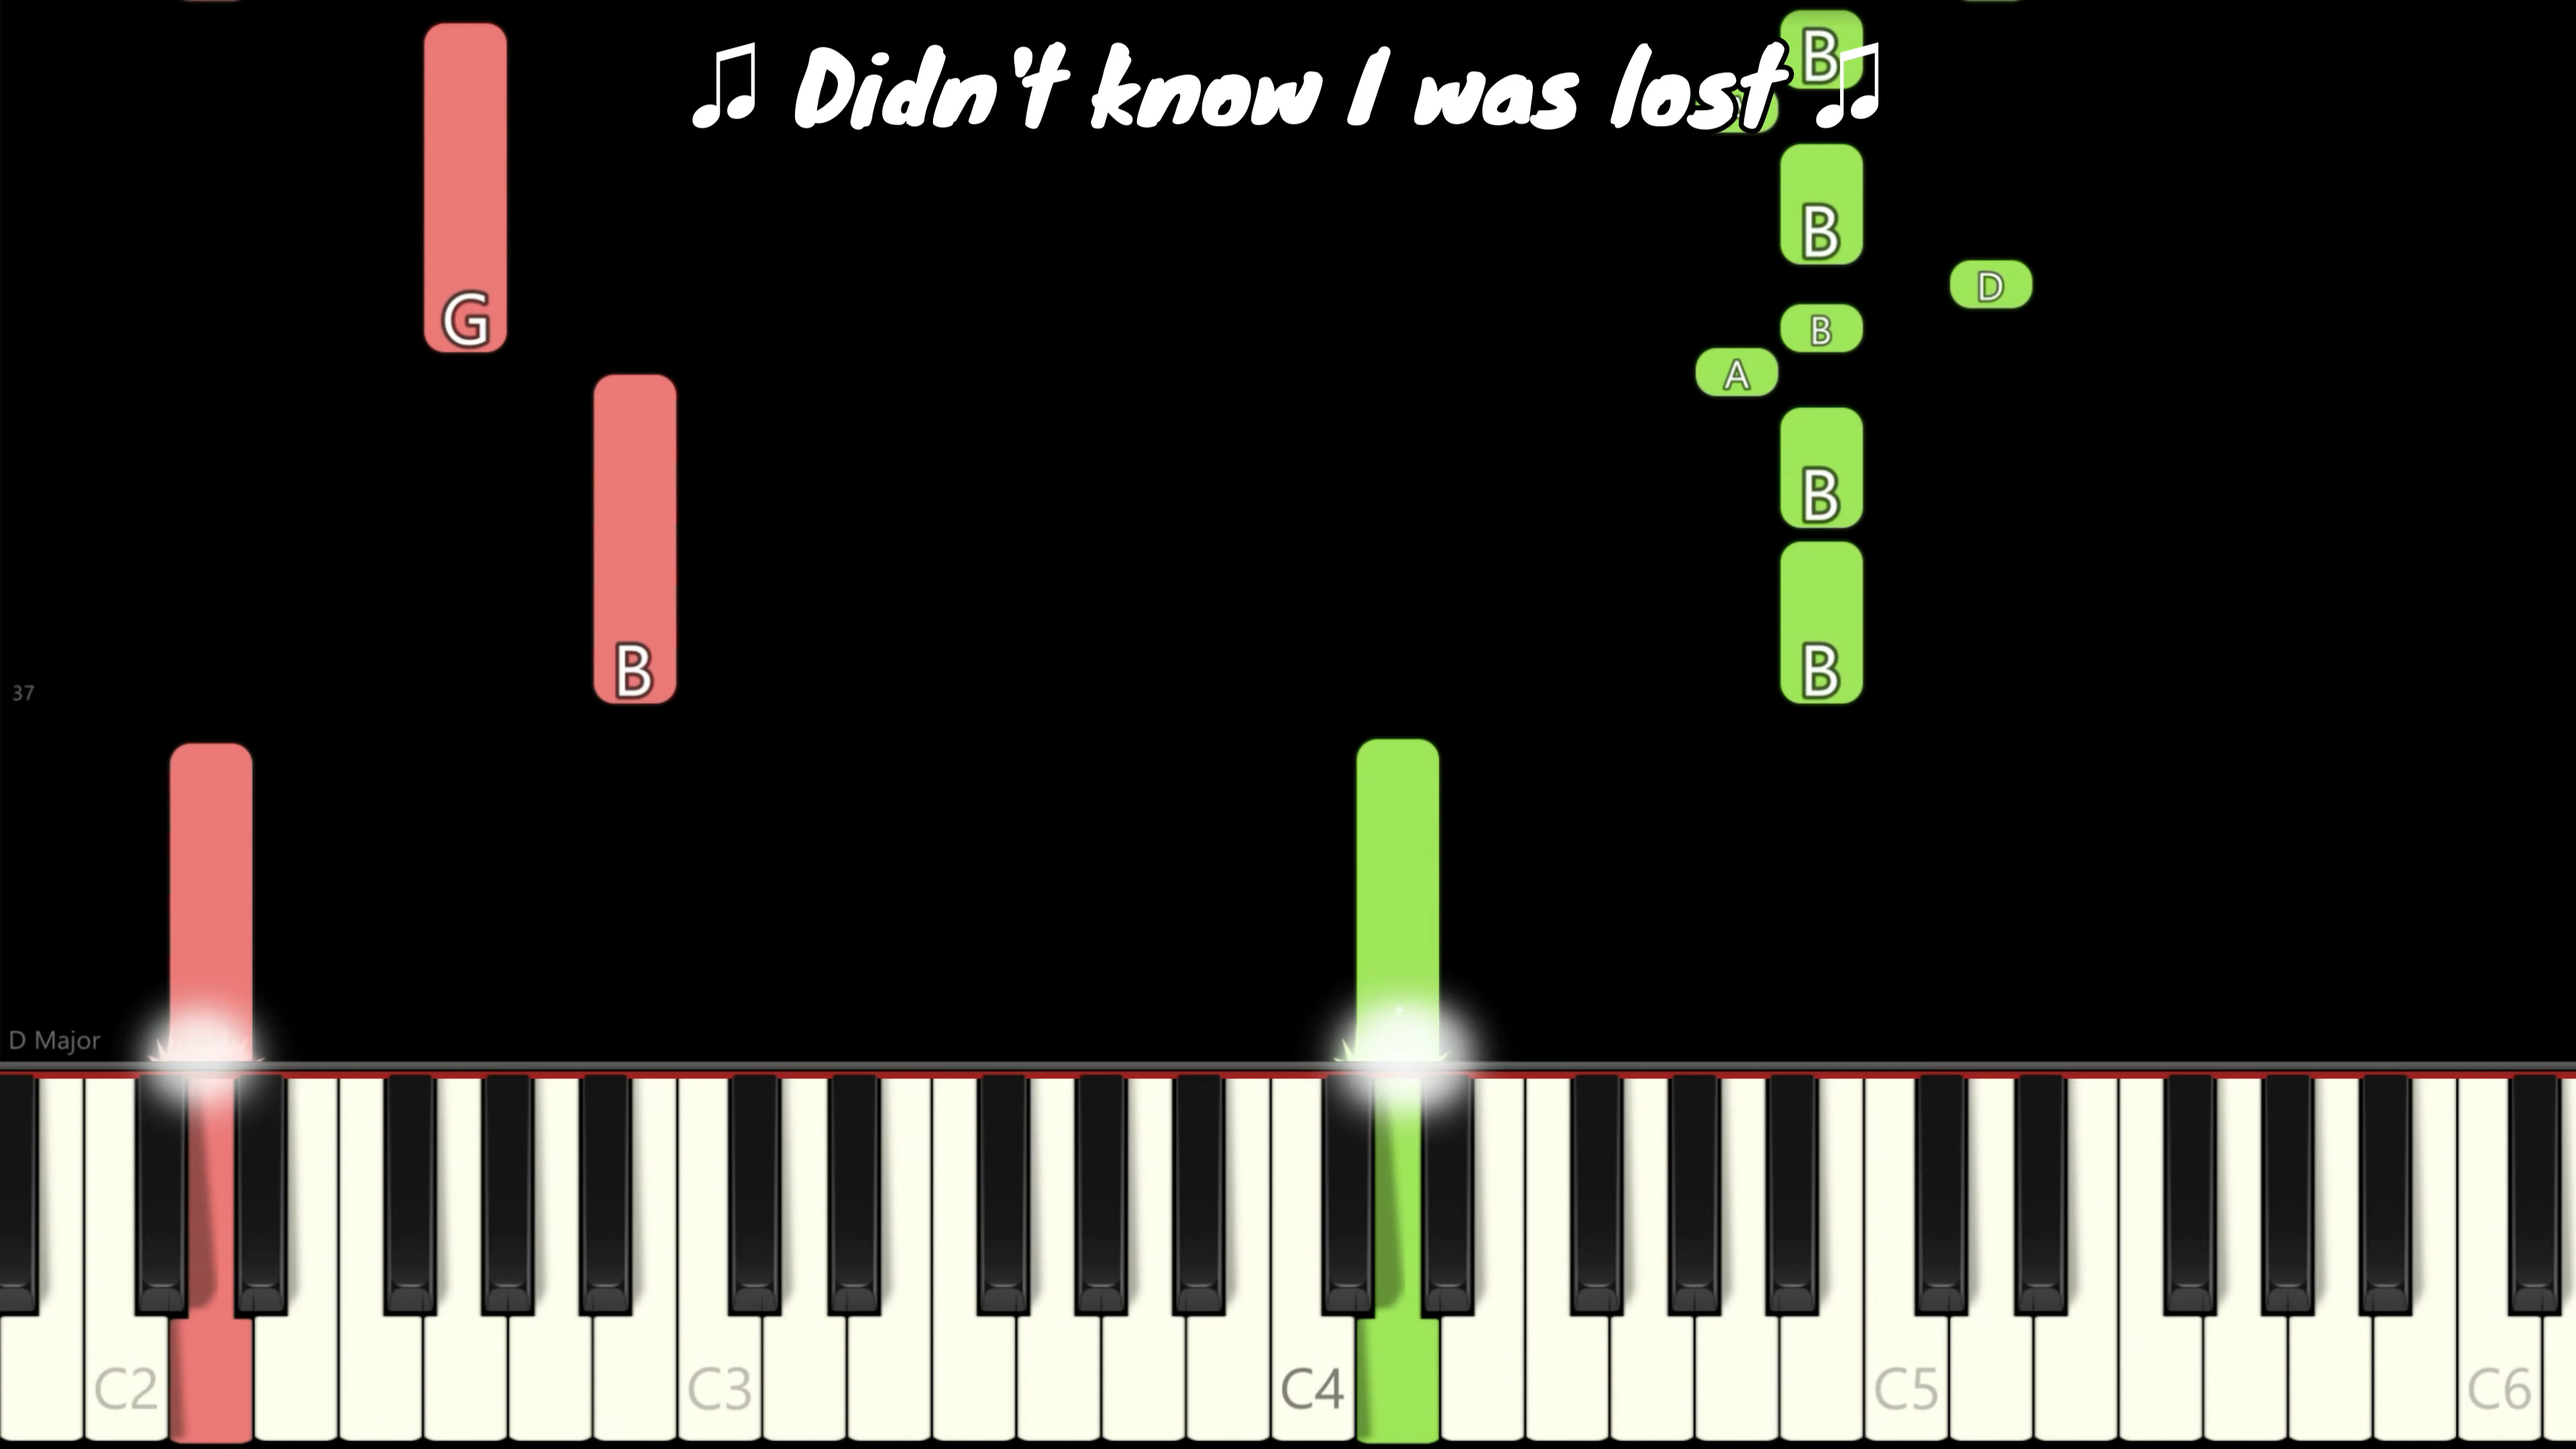 ♫ Didn't know I was lost ♫
B
B
D
G
B
A
B
B
B
37
D Major
C2 C3 C4 C5 C6